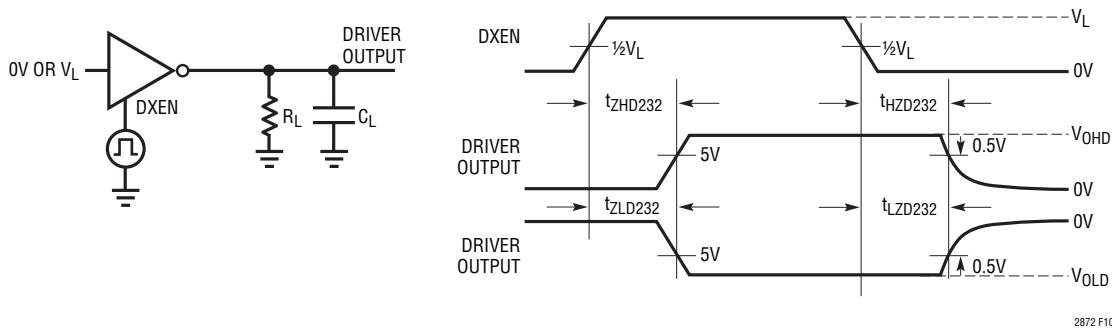 DRIVER
OUTPUT
0V OR VL
DXEN
RL
CL
DXEN
½VL
½VL
VL
0V
tZHD232
tHZD232
DRIVER
OUTPUT
5V
VOHD
0.5V
0V
tZLD232
tLZD232
0V
DRIVER
OUTPUT
5V
0.5V
VOLD
2872 F10